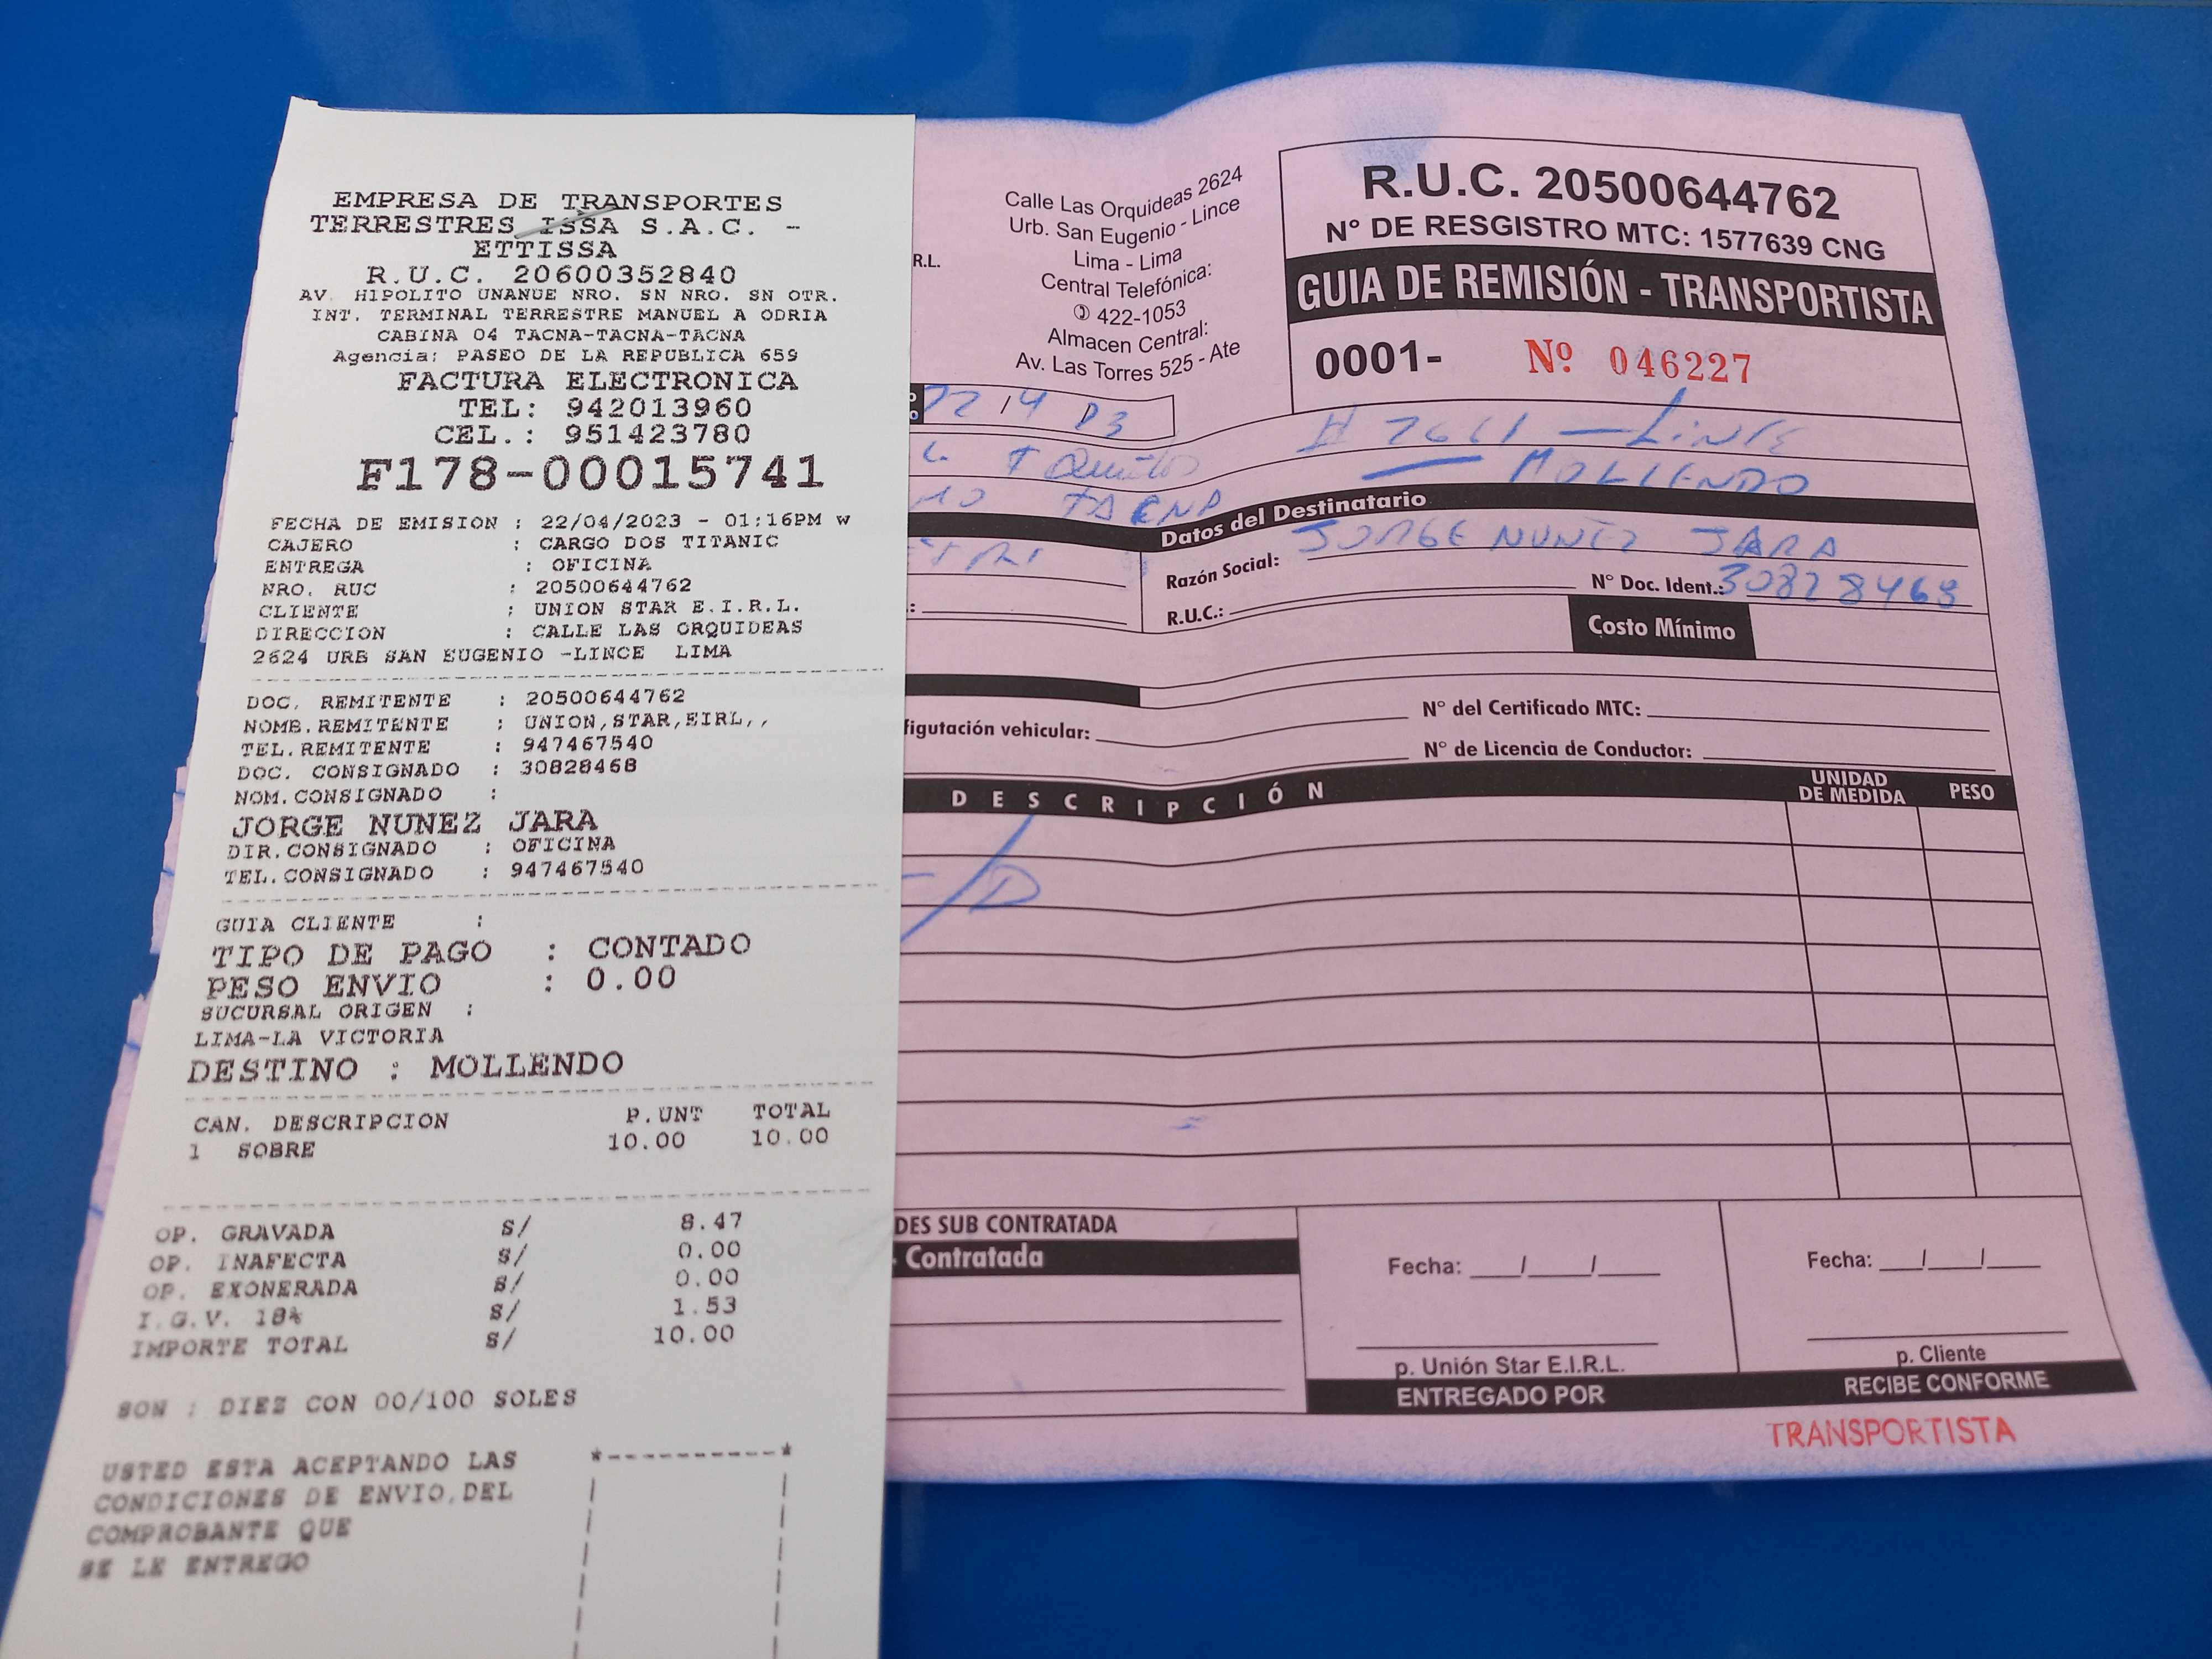 EMPRESA DE TRANSPORTES
TERRESTRES ISSA S.A.C. -
ETTISSA
R.U.C. 20600352840
AV. HIPOLITO UNANUE NRO. SN NRO. SN OTR.
INT. TERMINAL TERRESTRE MANUEL A ODRIA
CABINA 04 TACNA-TACNA-TACNA
Agencia: PASEO DE LA REPUBLICA 659
FACTURA ELECTRONICA
TEL: 942013960
CEL.: 951423780
F178-00015741
FECHA DE EMISION : 22/04/2023 - 01:16PM w
CAJERO : CARGO DOS TITANIC
ENTREGA : OFICINA
NRO. RUC : 20500644762
CLIENTE : UNION STAR E.I.R.L.
DIRECCION : CALLE LAS ORQUIDEAS
2624 URB SAN EUGENIO -LINCE LIMA
DOC. REMITENTE : 20500644762
NOMB.REMITENTE : UNION,STAR,EIRL,,
TEL.REMITENTE : 947467540
DOC. CONSIGNADO : 30828468
NOM.CONSIGNADO :
JORGE NUNEZ JARA
DIR.CONSIGNADO : OFICINA
TEL.CONSIGNADO : 947467540
GUIA CLIENTE :
TIPO DE PAGO : CONTADO
PESO ENVIO : 0.00
SUCURSAL ORIGEN :
LIMA-LA VICTORIA
DESTINO : MOLLENDO
CAN. DESCRIPCION P.UNT TOTAL
1 SOBRE 10.00 10.00
OP. GRAVADA S/ 8.47
OP. INAFECTA S/ 0.00
OP. EXONERADA S/ 0.00
I.G.V. 18% S/ 1.53
IMPORTE TOTAL S/ 10.00
SON : DIEZ CON 00/100 SOLES
USTED ESTA ACEPTANDO LAS
CONDICIONES DE ENVIO,DEL
COMPROBANTE QUE
SE LE ENTREGO
R.L.
Calle Las Orquideas 2624
Urb. San Eugenio - Lince
Lima - Lima
Central Telefónica:
422-1053
Almacen Central:
Av. Las Torres 525 - Ate
R.U.C. 20500644762
N° DE RESGISTRO MTC: 1577639 CNG
GUIA DE REMISIÓN - TRANSPORTISTA
0001- Nº 046227
22/4
LINCE
MOLLENDO
TACNA
Datos del Destinatario
Razón Social: JORGE NUNEZ JARA
N° Doc. Ident.: 30828468
R.U.C.:
Costo Mínimo
figutación vehicular:
N° del Certificado MTC:
N° de Licencia de Conductor:
DESCRIPCIÓN
UNIDAD DE MEDIDA
PESO
DES SUB CONTRATADA
Contratada
Fecha: / /
p. Unión Star E.I.R.L.
ENTREGADO POR
Fecha: / /
p. Cliente
RECIBE CONFORME
TRANSPORTISTA